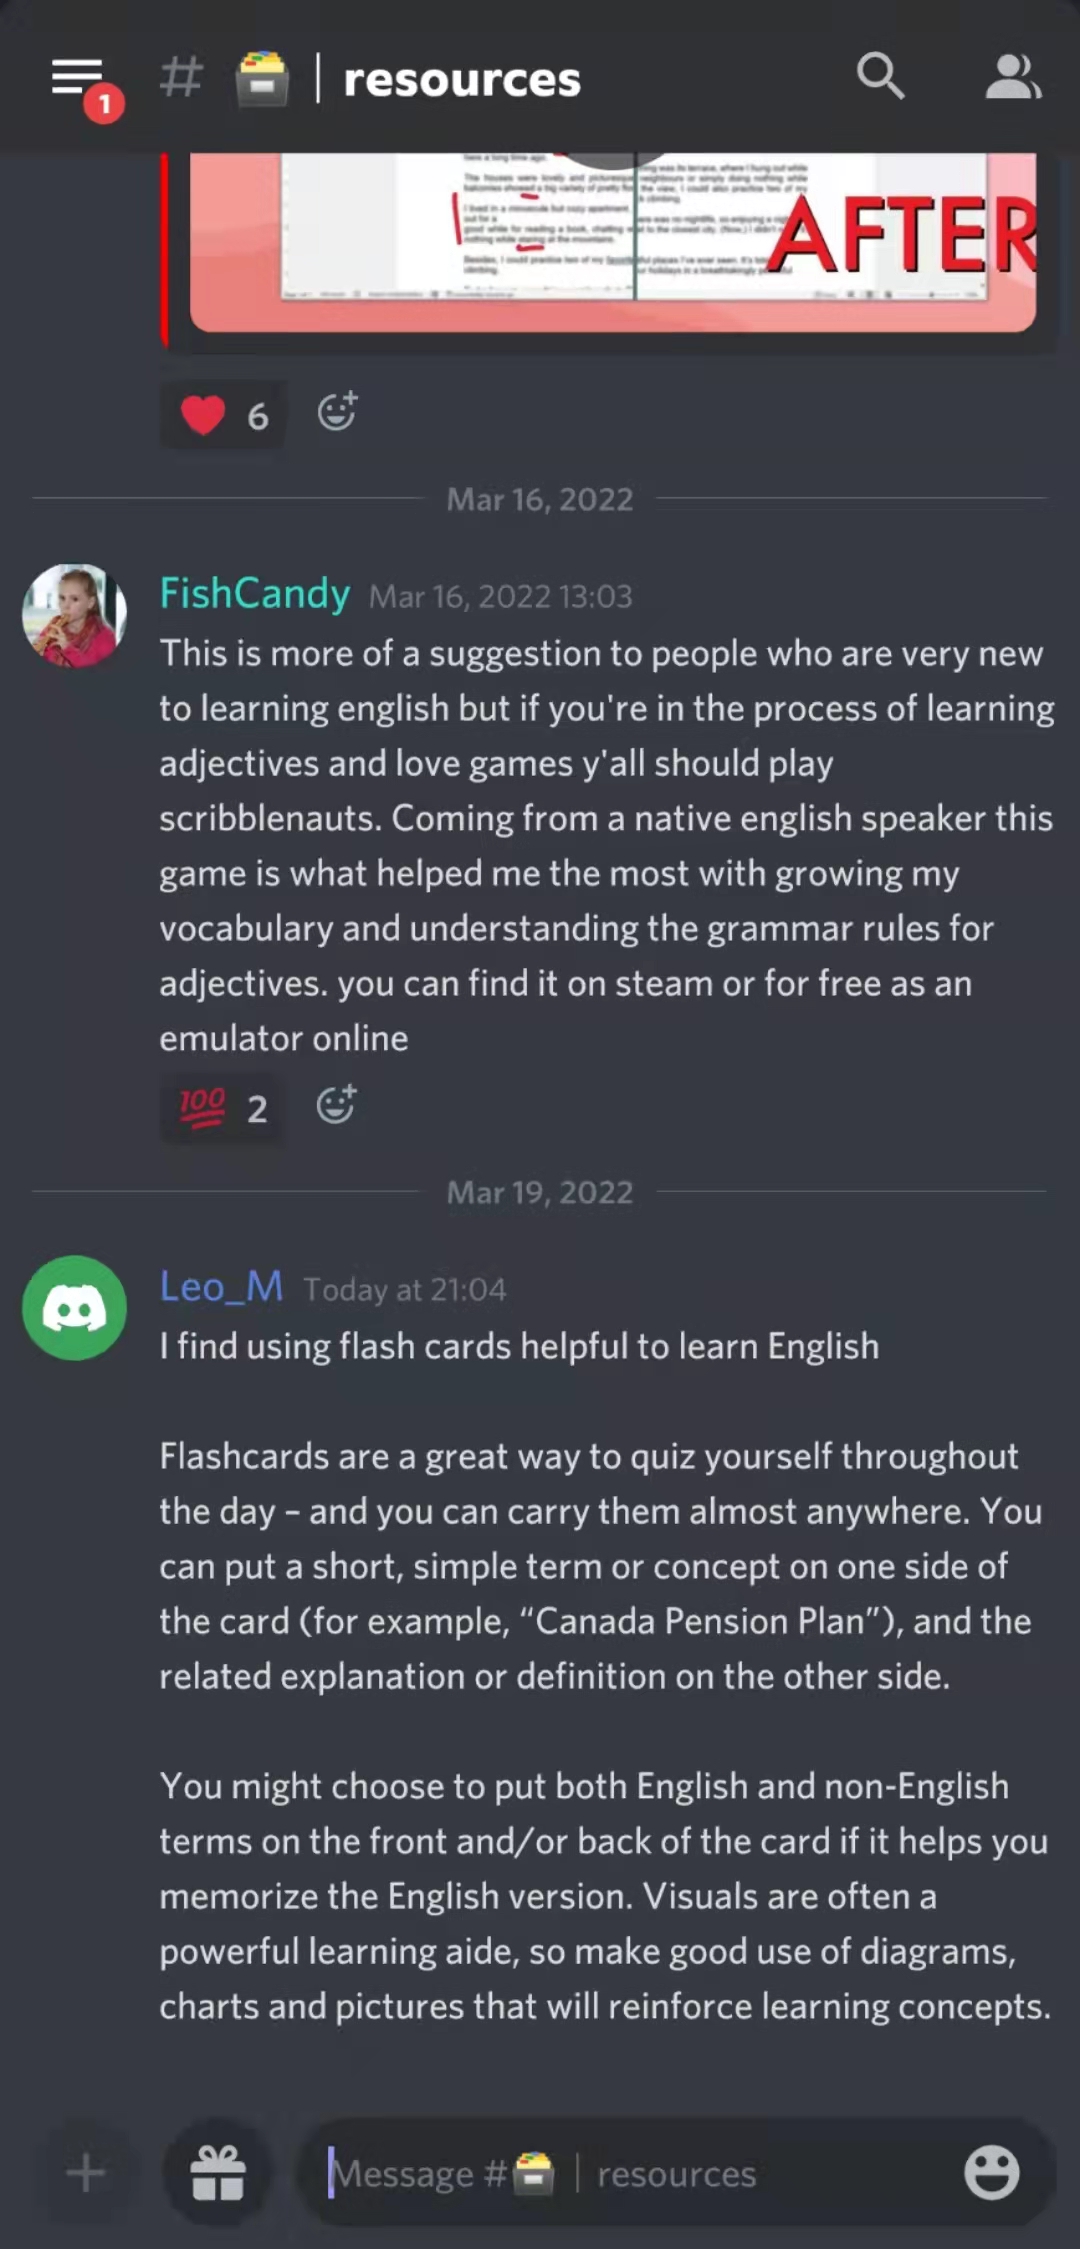 1
# | resources
AFTER
6
Mar 16, 2022
FishCandy Mar 16, 2022 13:03
This is more of a suggestion to people who are very new
to learning english but if you're in the process of learning
adjectives and love games y'all should play
scribblenauts. Coming from a native english speaker this
game is what helped me the most with growing my
vocabulary and understanding the grammar rules for
adjectives. you can find it on steam or for free as an
emulator online
100 2
Mar 19, 2022
Leo_M Today at 21:04
I find using flash cards helpful to learn English
Flashcards are a great way to quiz yourself throughout
the day – and you can carry them almost anywhere. You
can put a short, simple term or concept on one side of
the card (for example, “Canada Pension Plan”), and the
related explanation or definition on the other side.
You might choose to put both English and non-English
terms on the front and/or back of the card if it helps you
memorize the English version. Visuals are often a
powerful learning aide, so make good use of diagrams,
charts and pictures that will reinforce learning concepts.
Message # | resources